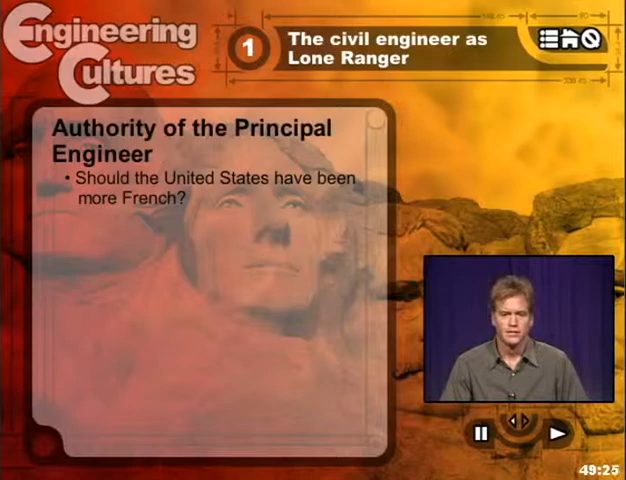 Engineering
Cultures
1
The civil engineer as
Lone Ranger
Authority of the Principal
Engineer
• Should the United States have been
more French?
49:25